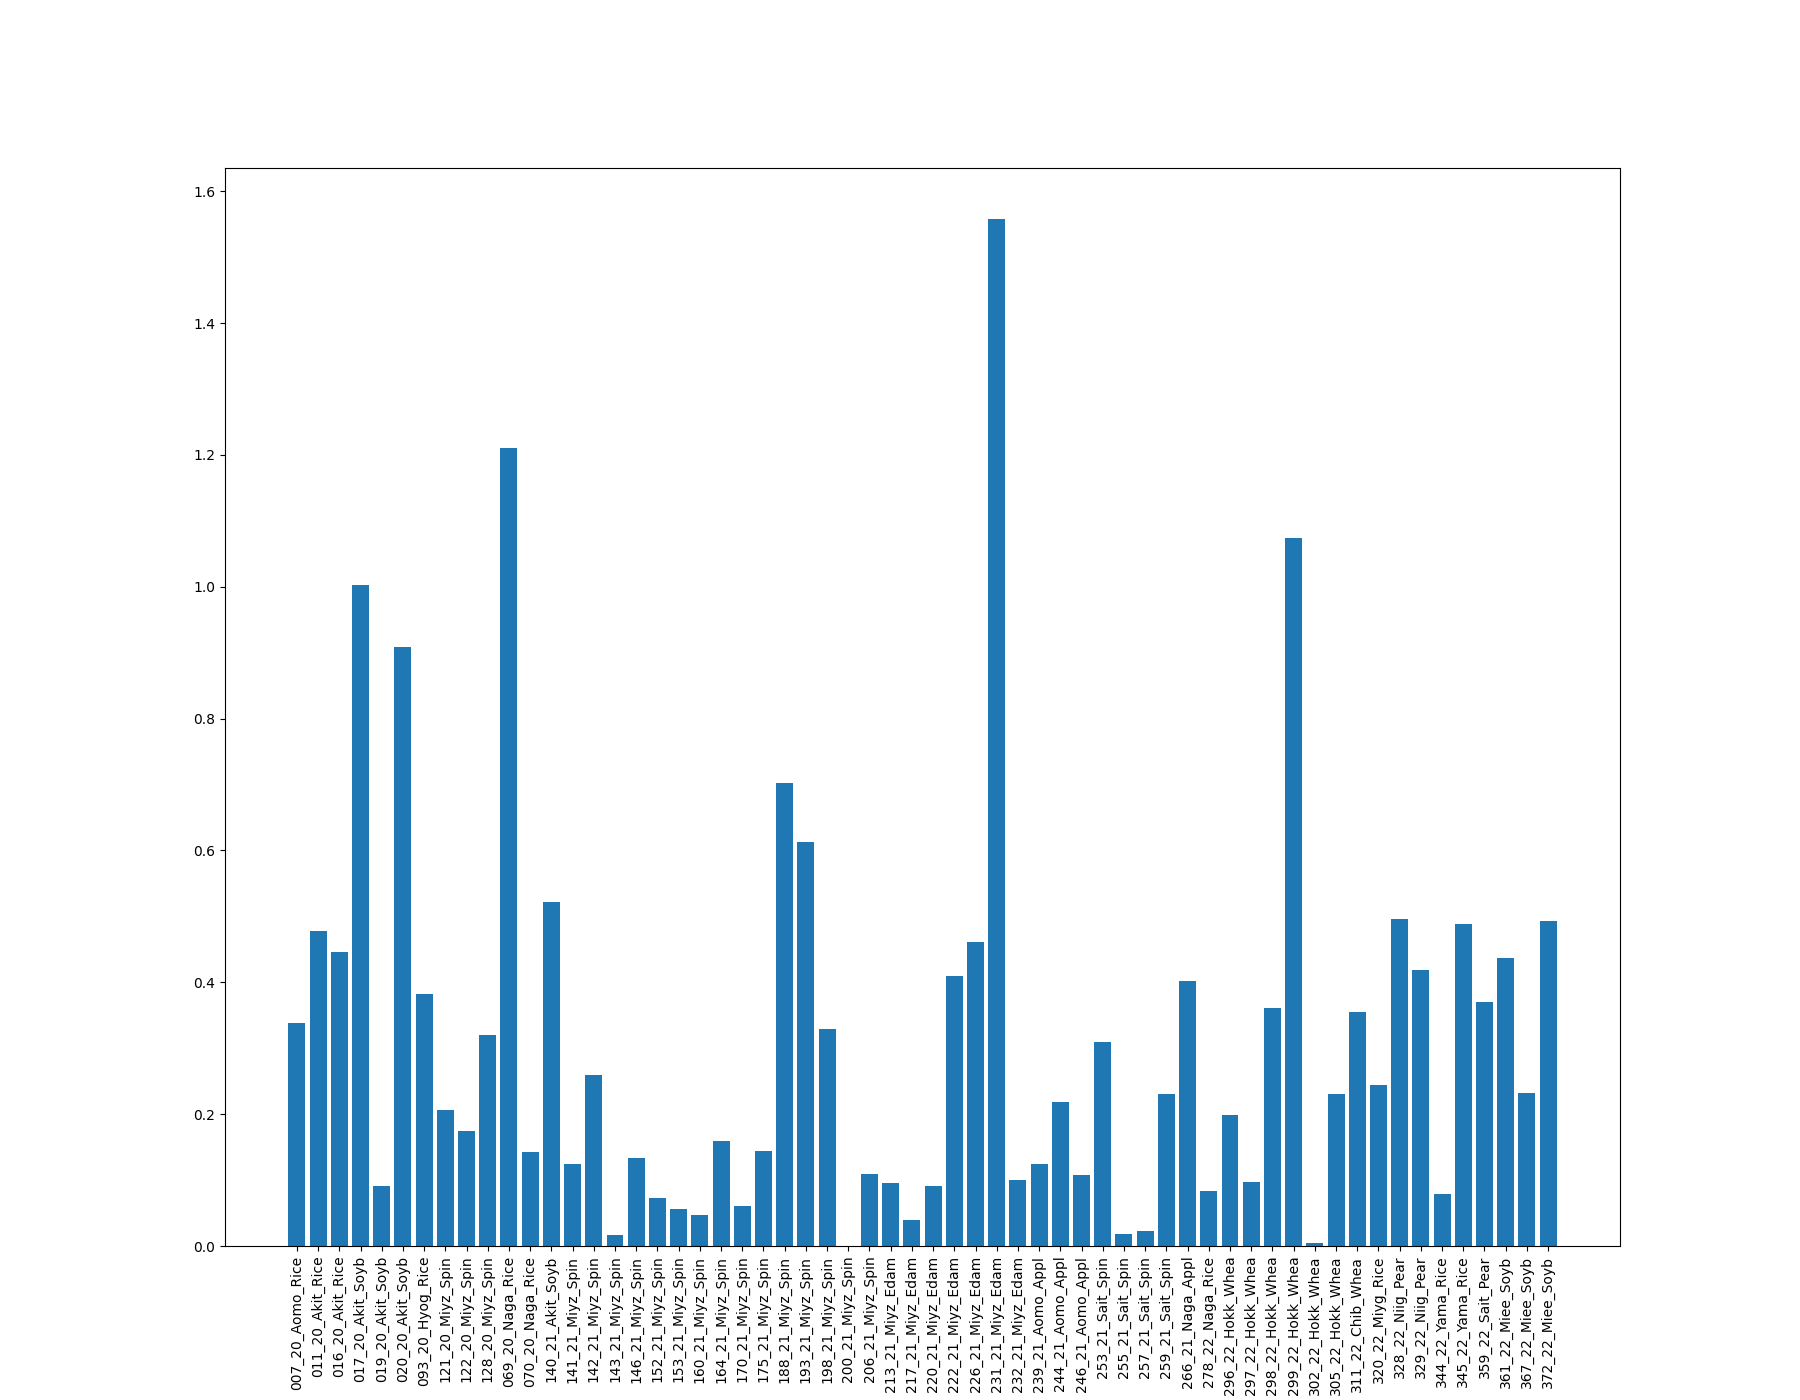 1.6
1.4
1.2
1.0
0.8
0.6
0.4
0.2
0.0
007_20_Aomo_Rice
011_20_Akit_Rice
016_20_Akit_Rice
017_20_Akit_Soyb
019_20_Akit_Soyb
020_20_Akit_Soyb
093_20_Hyog_Rice
121_20_Miyz_Spin
122_20_Miyz_Spin
128_20_Miyz_Spin
069_20_Naga_Rice
070_20_Naga_Rice
140_21_Akit_Soyb
141_21_Miyz_Spin
142_21_Miyz_Spin
143_21_Miyz_Spin
146_21_Miyz_Spin
152_21_Miyz_Spin
153_21_Miyz_Spin
160_21_Miyz_Spin
164_21_Miyz_Spin
170_21_Miyz_Spin
175_21_Miyz_Spin
188_21_Miyz_Spin
193_21_Miyz_Spin
198_21_Miyz_Spin
200_21_Miyz_Spin
206_21_Miyz_Spin
213_21_Miyz_Edam
217_21_Miyz_Edam
220_21_Miyz_Edam
222_21_Miyz_Edam
226_21_Miyz_Edam
231_21_Miyz_Edam
232_21_Miyz_Edam
239_21_Aomo_Appl
244_21_Aomo_Appl
246_21_Aomo_Appl
253_21_Sait_Spin
255_21_Sait_Spin
257_21_Sait_Spin
259_21_Sait_Spin
266_21_Naga_Appl
278_22_Naga_Rice
296_22_Hokk_Whea
297_22_Hokk_Whea
298_22_Hokk_Whea
299_22_Hokk_Whea
302_22_Hokk_Whea
305_22_Hokk_Whea
311_22_Chib_Whea
320_22_Miyg_Rice
328_22_Niig_Pear
329_22_Niig_Pear
344_22_Yama_Rice
345_22_Yama_Rice
359_22_Sait_Pear
361_22_Miee_Soyb
367_22_Miee_Soyb
372_22_Miee_Soyb